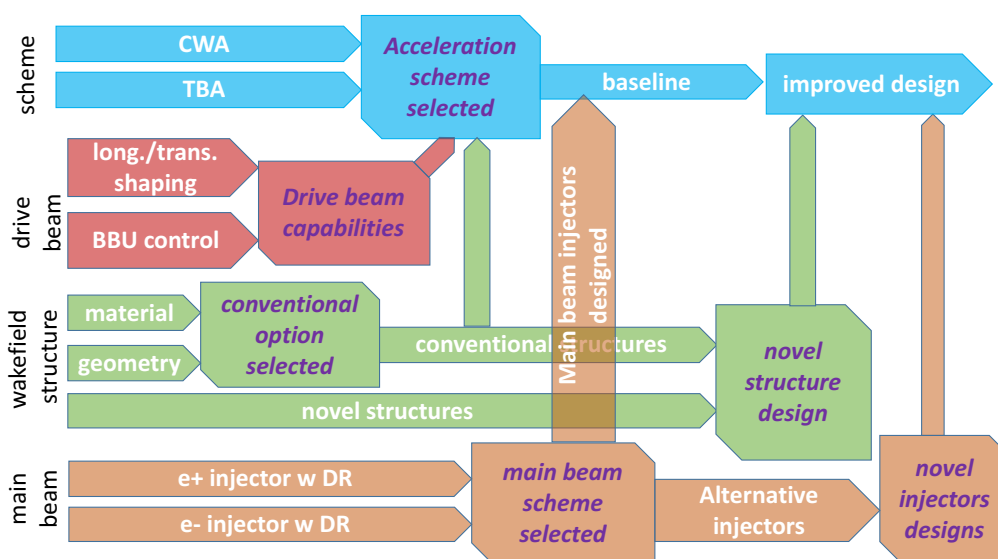 scheme
CWA
TBA
Acceleration
scheme
selected
baseline
improved design
drive
beam
long./trans.
shaping
BBU control
Drive beam
capabilities
Main beam injectors
designed
wakefield
structure
material
geometry
conventional
option
selected
conventional structures
novel structures
novel
structure
design
main
beam
e+ injector w DR
e- injector w DR
main beam
scheme
selected
Alternative
injectors
novel
injectors
designs